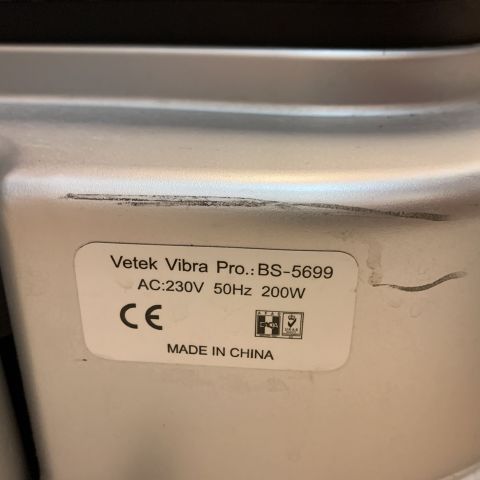 Vetek Vibra Pro.: BS-5699
AC:230V 50Hz 200W
CE
MADE IN CHINA